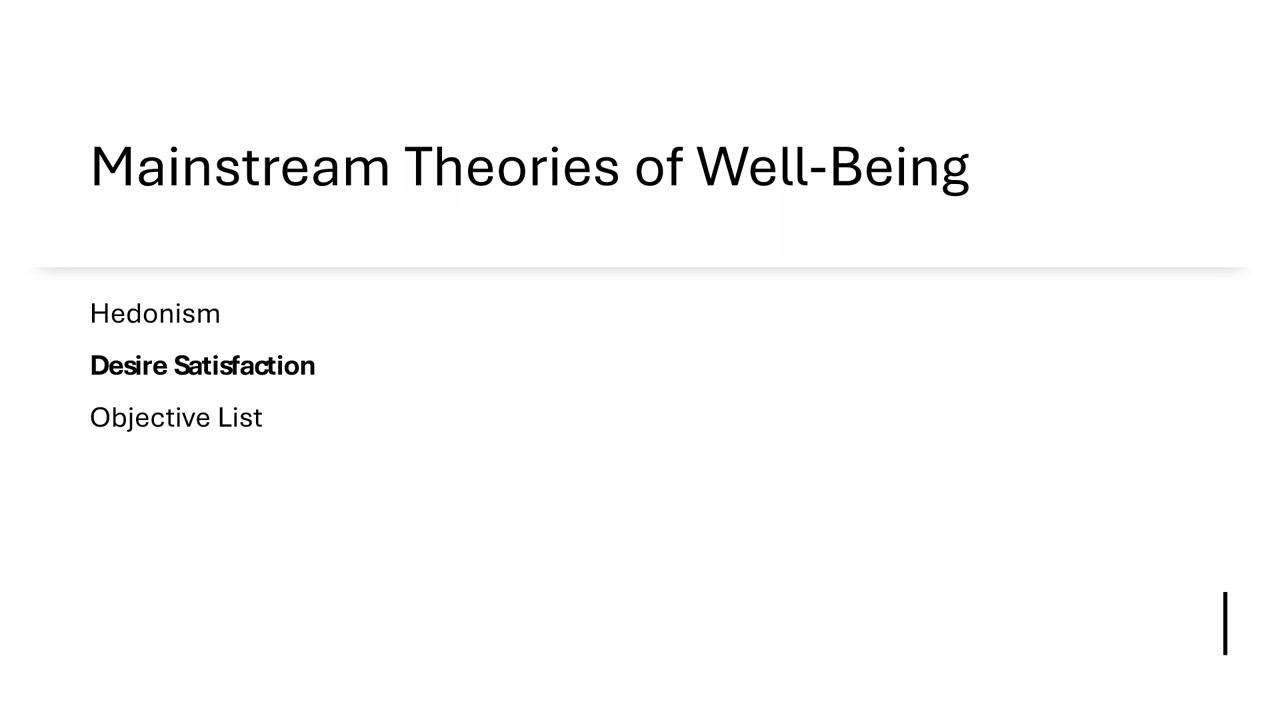 Mainstream Theories of Well-Being
Hedonism
Desire Satisfaction
Objective List